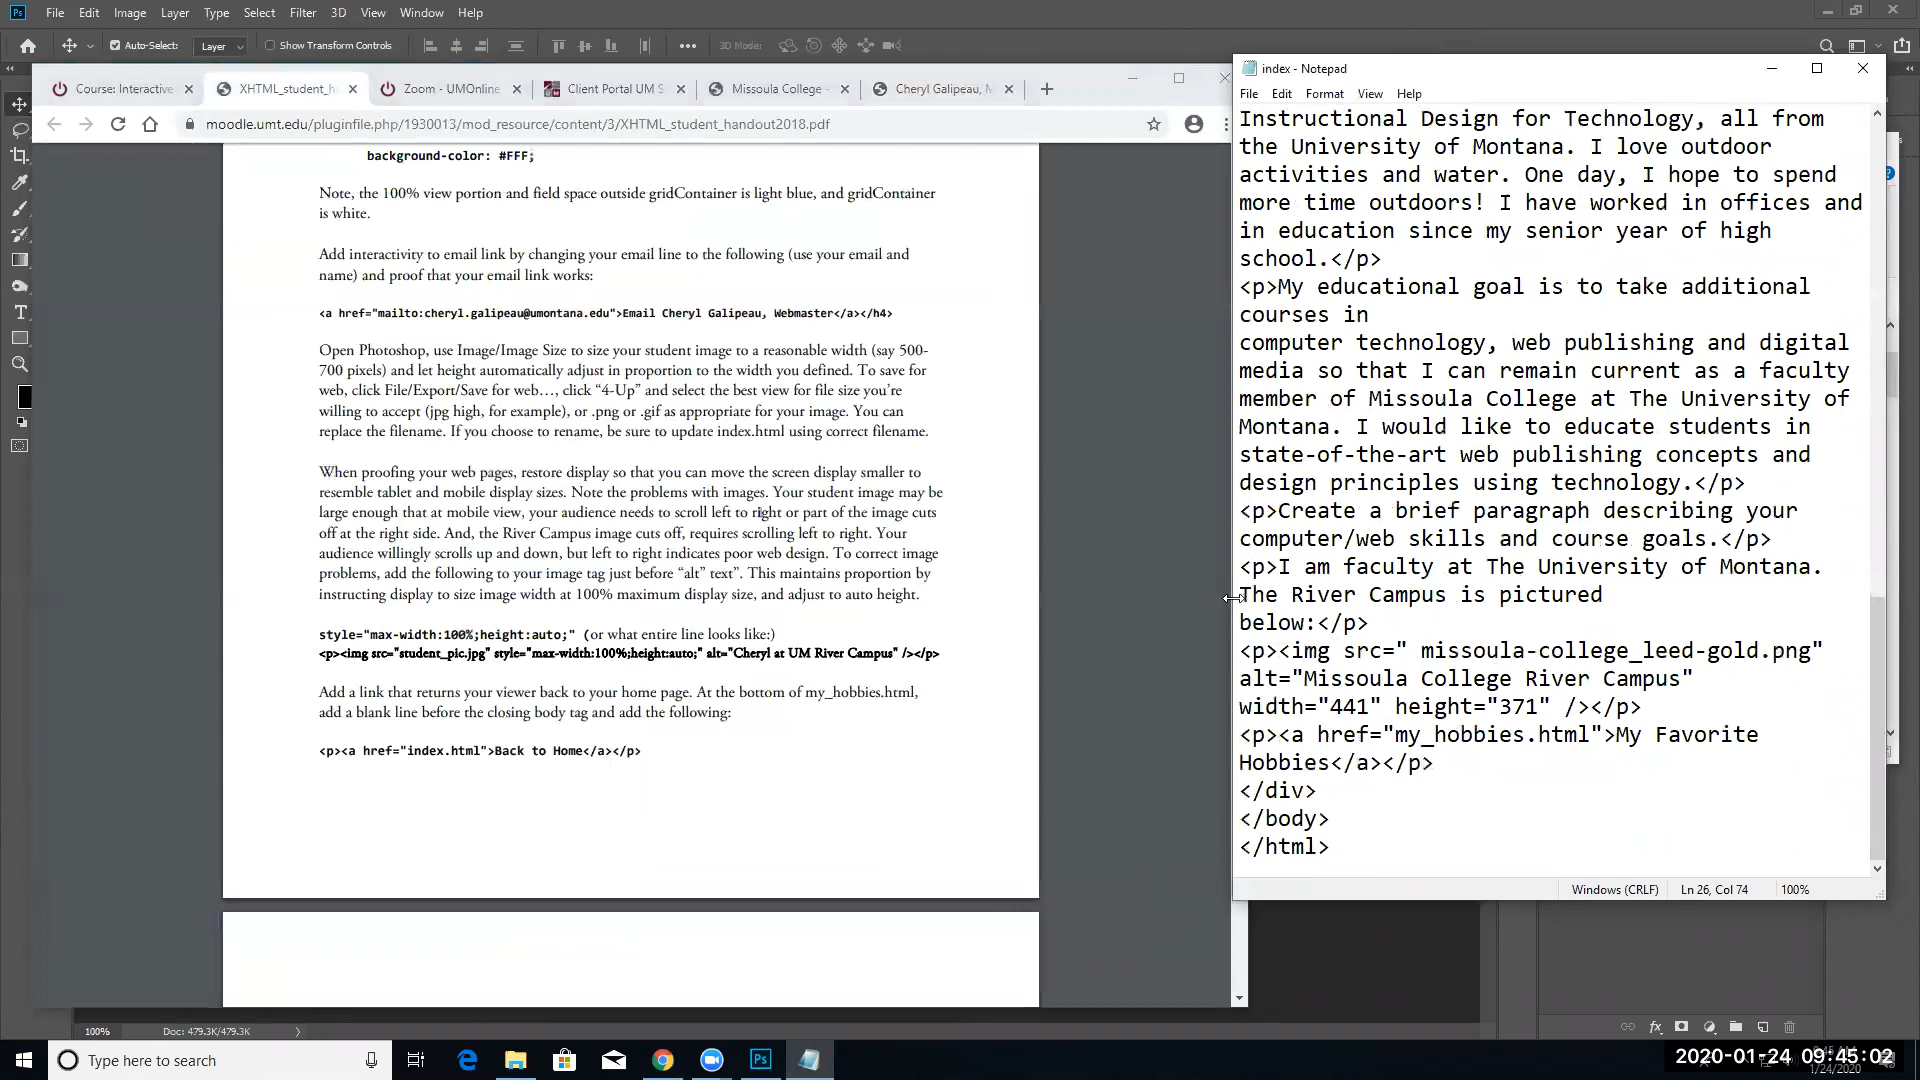 File Edit Image Layer Type Select Filter 3D View Window Help
Auto-Select: Layer Show Transform Controls 3D Mode:
Course: Interactive
XHTML_student_h
Zoom - UMOnline
Client Portal UM S
Missoula College -
Cheryl Galipeau, M
moodle.umt.edu/pluginfile.php/1930013/mod_resource/content/3/XHTML_student_handout2018.pdf
background-color: #FFF;
Note, the 100% view portion and field space outside gridContainer is light blue, and gridContainer
is white.
Add interactivity to email link by changing your email line to the following (use your email and
name) and proof that your email link works:
<a href="mailto:cheryl.galipeau@umontana.edu">Email Cheryl Galipeau, Webmaster</a></h4>
Open Photoshop, use Image/Image Size to size your student image to a reasonable width (say 500-
700 pixels) and let height automatically adjust in proportion to the width you defined. To save for
web, click File/Export/Save for web…, click “4-Up” and select the best view for file size you’re
willing to accept (jpg high, for example), or .png or .gif as appropriate for your image. You can
replace the filename. If you choose to rename, be sure to update index.html using correct filename.
When proofing your web pages, restore display so that you can move the screen display smaller to
resemble tablet and mobile display sizes. Note the problems with images. Your student image may be
large enough that at mobile view, your audience needs to scroll left to right or part of the image cuts
off at the right side. And, the River Campus image cuts off, requires scrolling left to right. Your
audience willingly scrolls up and down, but left to right indicates poor web design. To correct image
problems, add the following to your image tag just before “alt” text”. This maintains proportion by
instructing display to size image width at 100% maximum display size, and adjust to auto height.
style="max-width:100%;height:auto;" (or what entire line looks like:)
<p><img src="student_pic.jpg" style="max-width:100%;height:auto;" alt="Cheryl at UM River Campus" /></p>
Add a link that returns your viewer back to your home page. At the bottom of my_hobbies.html,
add a blank line before the closing body tag and add the following:
<p><a href="index.html">Back to Home</a></p>
index - Notepad
File Edit Format View Help
Instructional Design for Technology, all from
the University of Montana. I love outdoor
activities and water. One day, I hope to spend
more time outdoors! I have worked in offices and
in education since my senior year of high
school.</p>
<p>My educational goal is to take additional
courses in
computer technology, web publishing and digital
media so that I can remain current as a faculty
member of Missoula College at The University of
Montana. I would like to educate students in
state-of-the-art web publishing concepts and
design principles using technology.</p>
<p>Create a brief paragraph describing your
computer/web skills and course goals.</p>
<p>I am faculty at The University of Montana.
The River Campus is pictured
below:</p>
<p><img src=" missoula-college_leed-gold.png"
alt="Missoula College River Campus"
width="441" height="371" /></p>
<p><a href="my_hobbies.html">My Favorite
Hobbies</a></p>
</div>
</body>
</html>
Windows (CRLF) Ln 26, Col 74 100%
100% Doc: 479.3K/479.3K
Type here to search
2020-01-24 09:45:02
1/24/2020